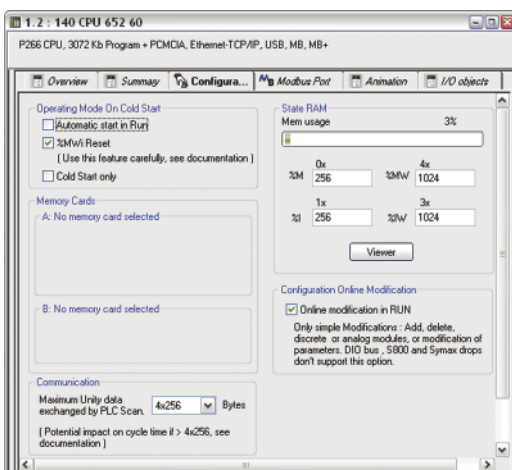 1.2 : 140 CPU 652 60
P266 CPU, 3072 Kb Program + PCMCIA, Ethernet-TCP/IP, USB, MB, MB+
Overview
Summary
Configura...
MB Modbus Port
Animation
I/O objects
Operating Mode On Cold Start
Automatic start in Run
%MWi Reset
( Use this feature carefully, see documentation )
Cold Start only
Memory Cards
A: No memory card selected
B: No memory card selected
Communication
Maximum Unity data
exchanged by PLC Scan.
4x256
Bytes
( Potential impact on cycle time if > 4x256, see
documentation )
State RAM
Mem usage
3%
0x
4x
%M 256
%MW 1024
1x
3x
%I 256
%IW 1024
Viewer
Configuration Online Modification
Online modification in RUN
Only simple Modifications : Add, delete,
discrete or analog modules, or modification of
parameters. DIO bus , S800 and Symax drops
don't support this option.